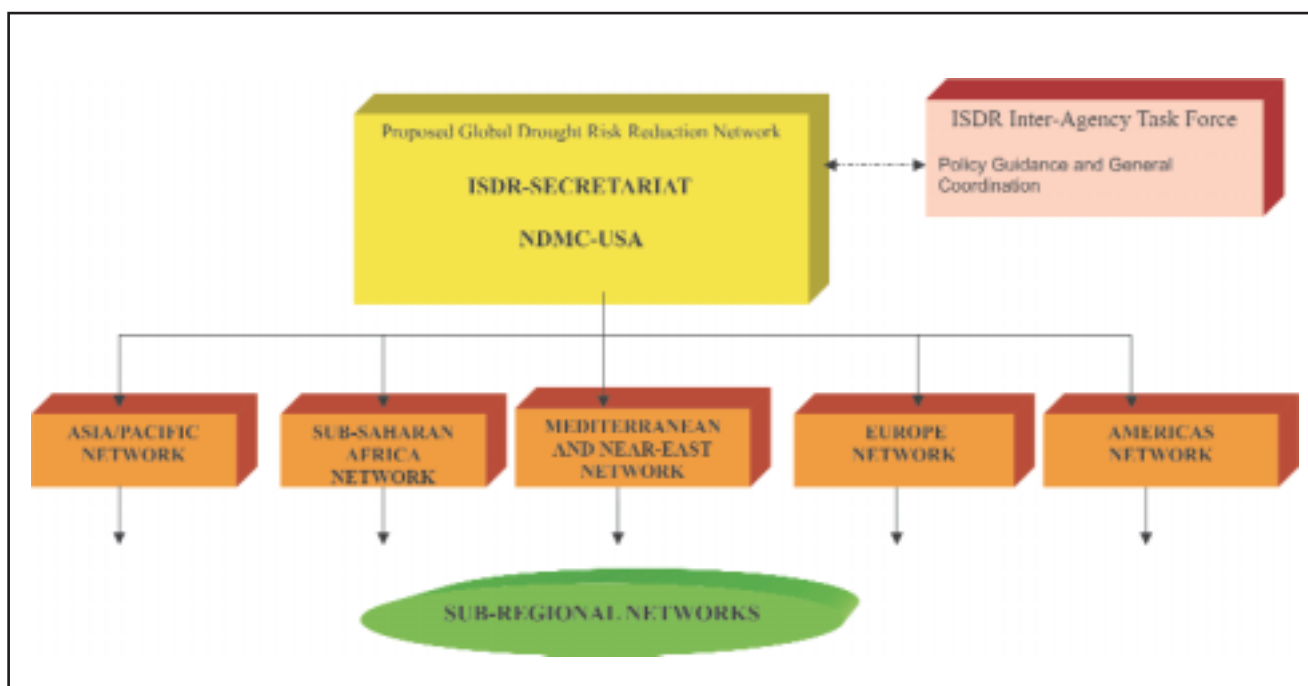 Proposed Global Drought Risk Reduction Network
ISDR-SECRETARIAT
NDMC-USA
ISDR Inter-Agency Task Force
Policy Guidance and General
Coordination
ASIA/PACIFIC
NETWORK
SUB-SAHARAN
AFRICA
NETWORK
MEDITERRANEAN
AND NEAR-EAST
NETWORK
EUROPE
NETWORK
AMERICAS
NETWORK
SUB-REGIONAL NETWORKS